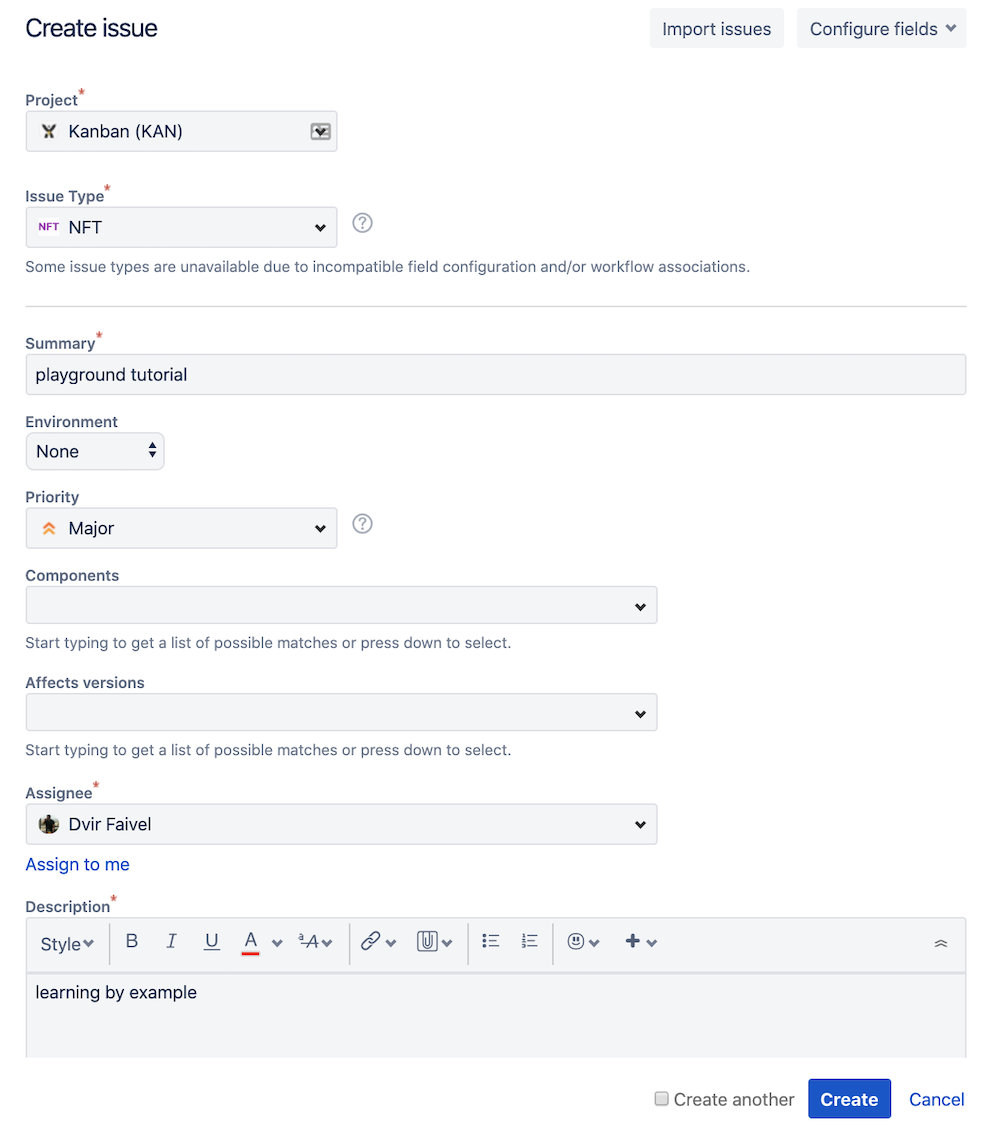 Create issue
Import issues
Configure fields
Project*
Kanban (KAN)
Issue Type*
NFT NFT
Some issue types are unavailable due to incompatible field configuration and/or workflow associations.
Summary*
playground tutorial
Environment
None
Priority
Major
Components
Start typing to get a list of possible matches or press down to select.
Affects versions
Start typing to get a list of possible matches or press down to select.
Assignee*
Dvir Faivel
Assign to me
Description*
Style B I U A ªA
learning by example
Create another Create Cancel